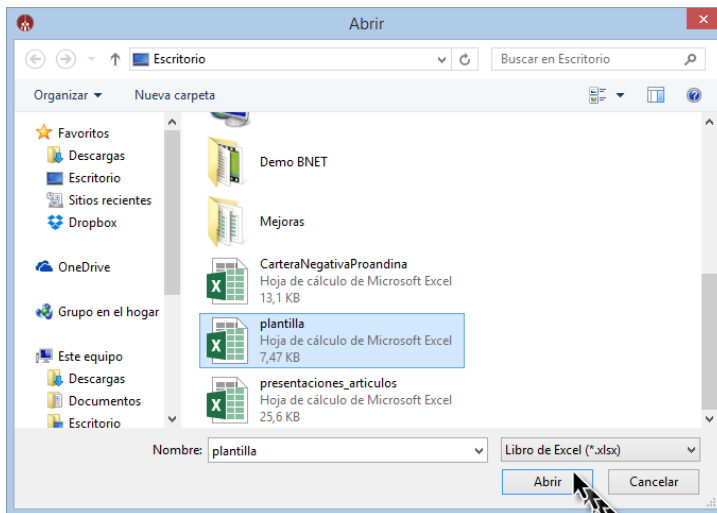 Abrir
Escritorio
Buscar en Escritorio
Organizar
Nueva carpeta
Favoritos
Descargas
Escritorio
Sitios recientes
Dropbox
OneDrive
Grupo en el hogar
Este equipo
Descargas
Documentos
Escritorio
Demo BNET
Mejoras
CarteraNegativaProandina
Hoja de cálculo de Microsoft Excel
13,1 KB
plantilla
Hoja de cálculo de Microsoft Excel
7,47 KB
presentaciones_articulos
Hoja de cálculo de Microsoft Excel
25,6 KB
Nombre: plantilla
Libro de Excel (*.xlsx)
Abrir
Cancelar